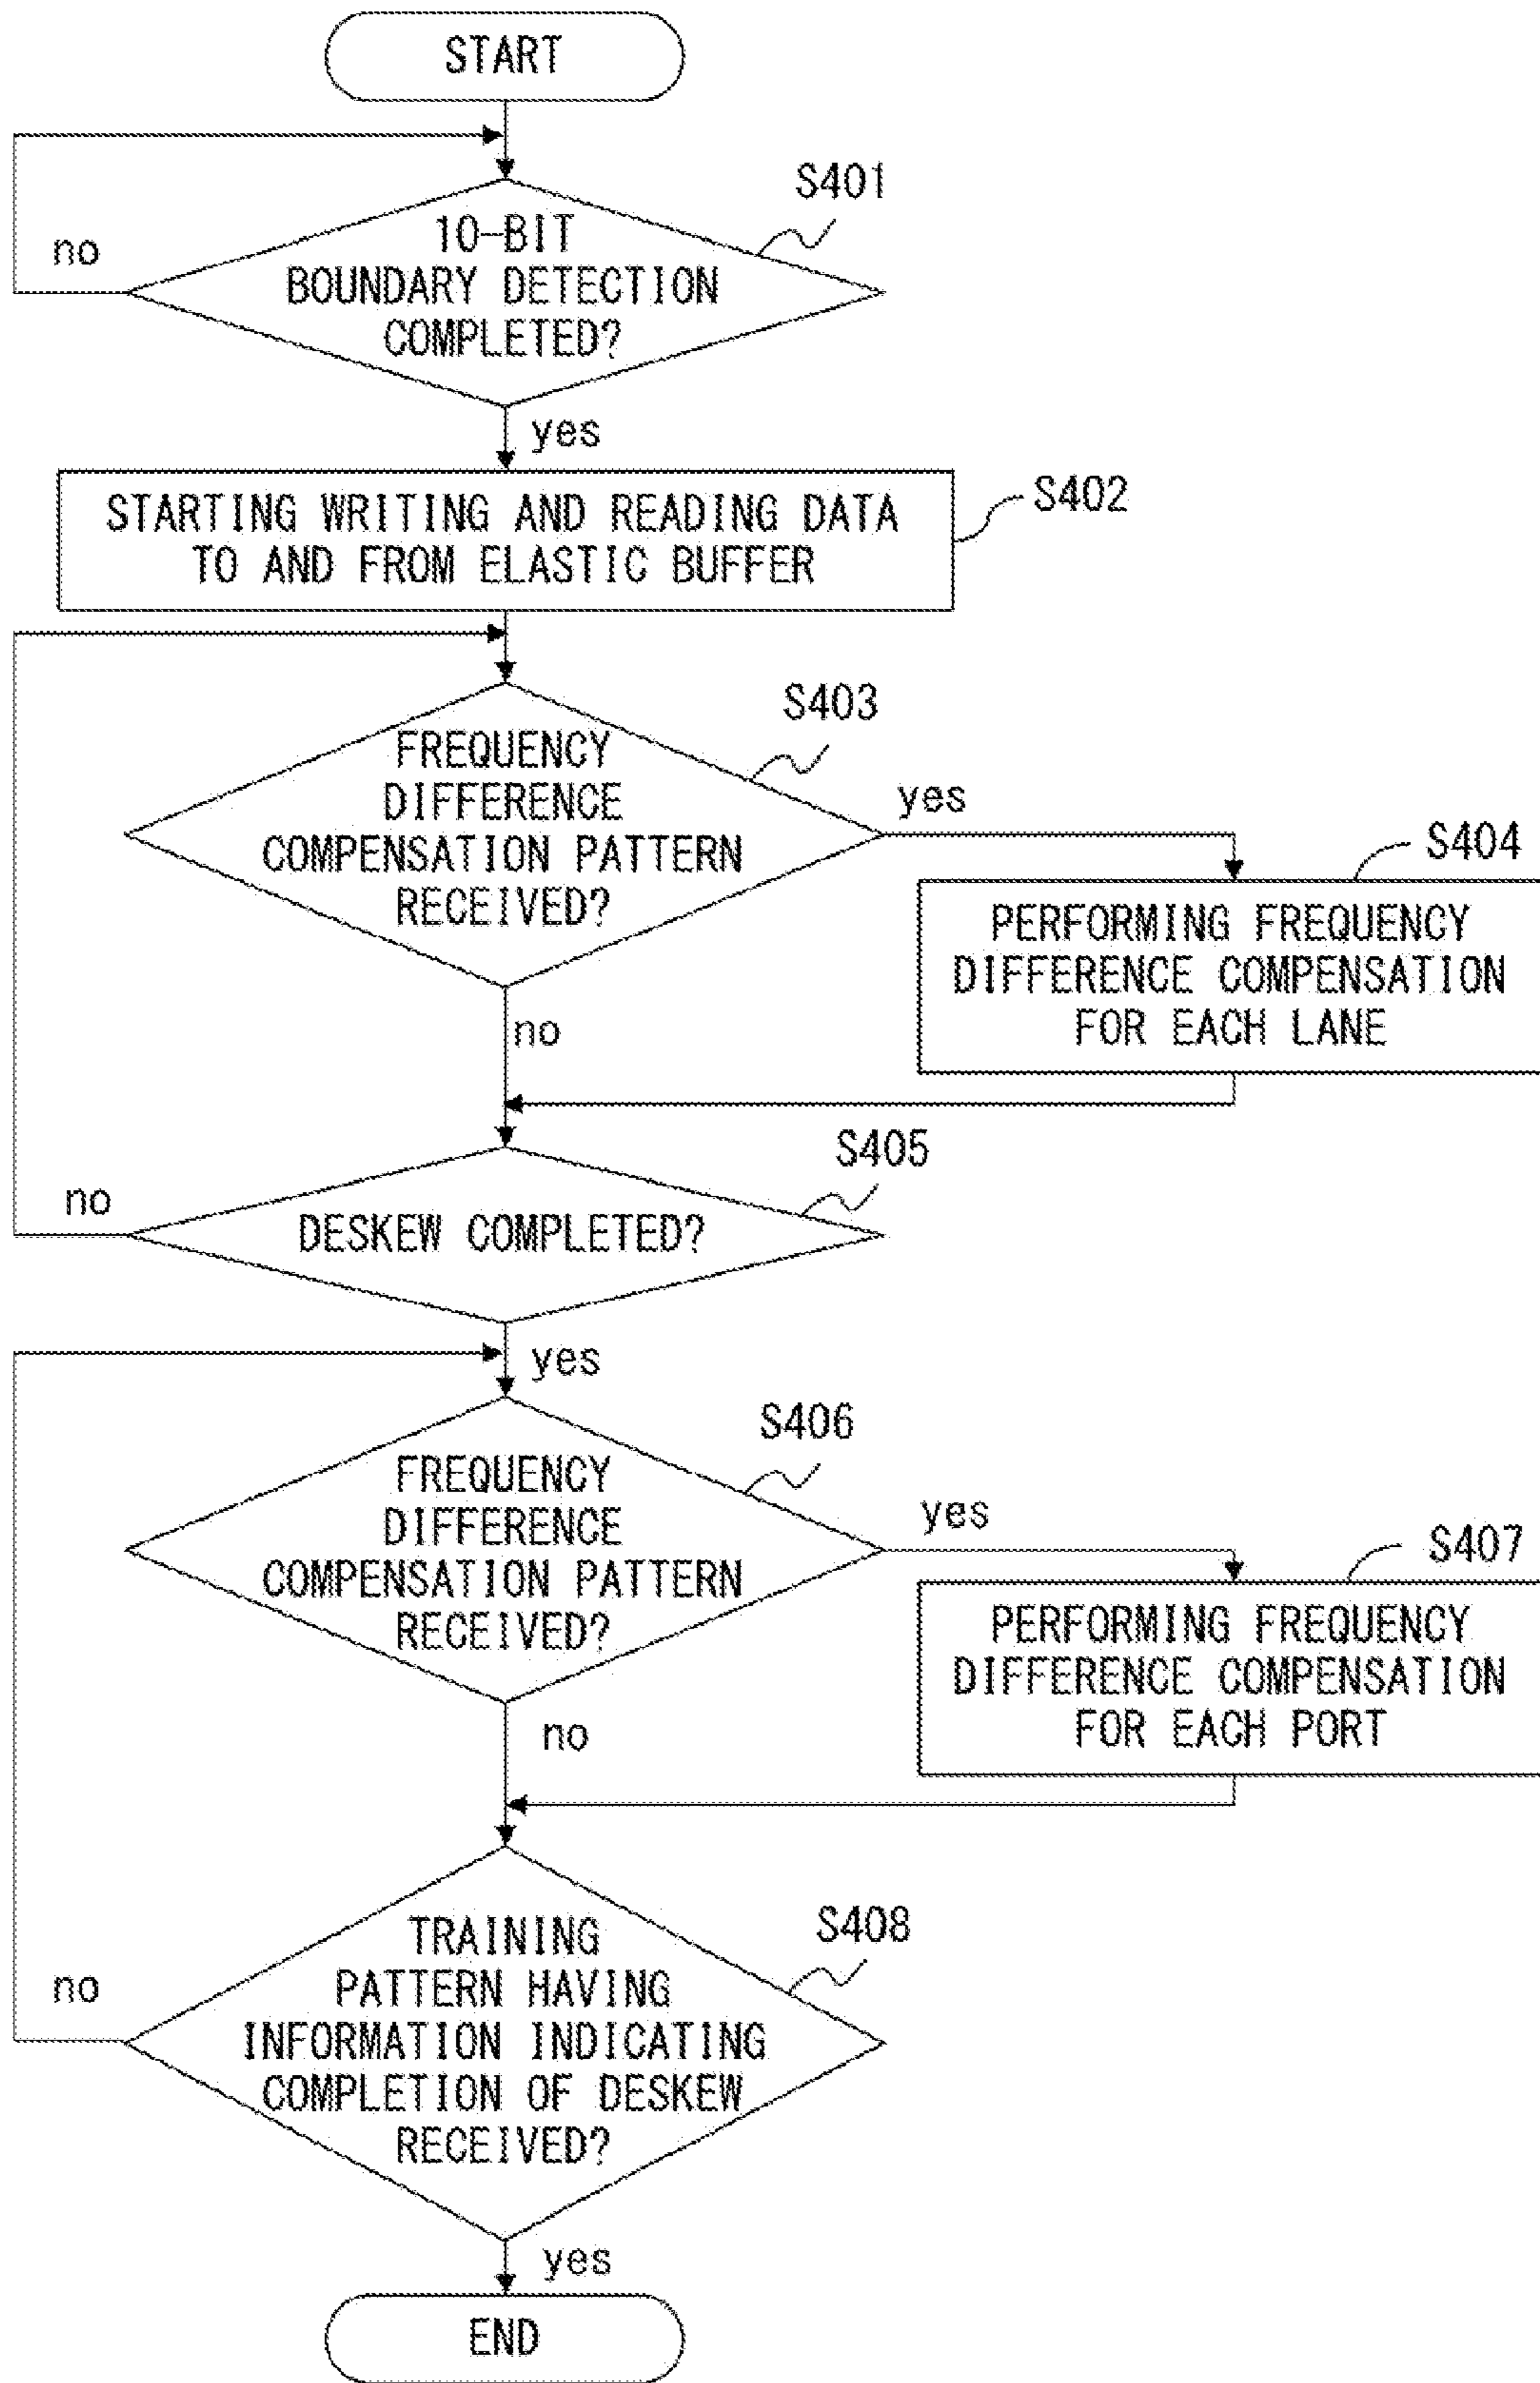 START
S401
no
10-BIT
BOUNDARY DETECTION
COMPLETED?
yes
STARTING WRITING AND READING DATA
TO AND FROM ELASTIC BUFFER
S402
S403
FREQUENCY
DIFFERENCE
COMPENSATION PATTERN
RECEIVED?
yes
S404
PERFORMING FREQUENCY
DIFFERENCE COMPENSATION
FOR EACH LANE
no
S405
no
DESKEW COMPLETED?
yes
S406
FREQUENCY
DIFFERENCE
COMPENSATION PATTERN
RECEIVED?
yes
S407
PERFORMING FREQUENCY
DIFFERENCE COMPENSATION
FOR EACH PORT
no
S408
no
TRAINING
PATTERN HAVING
INFORMATION INDICATING
COMPLETION OF DESKEW
RECEIVED?
yes
END